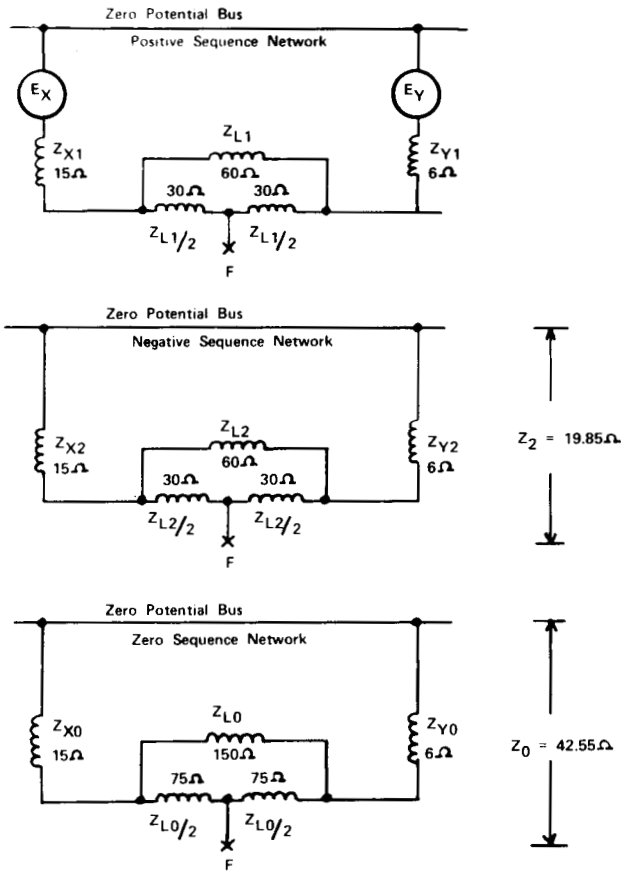 Zero Potential Bus
Positive Sequence Network
EX
EY
ZX1
15Ω
ZL1
60Ω
ZY1
6Ω
30Ω 30Ω
ZL1/2 ZL1/2
F
Zero Potential Bus
Negative Sequence Network
ZX2
15Ω
ZL2
60Ω
ZY2
6Ω
Z2 = 19.85Ω
30Ω 30Ω
ZL2/2 ZL2/2
F
Zero Potential Bus
Zero Sequence Network
ZX0
15Ω
ZL0
150Ω
ZY0
6Ω
Z0 = 42.55Ω
75Ω 75Ω
ZL0/2 ZL0/2
F